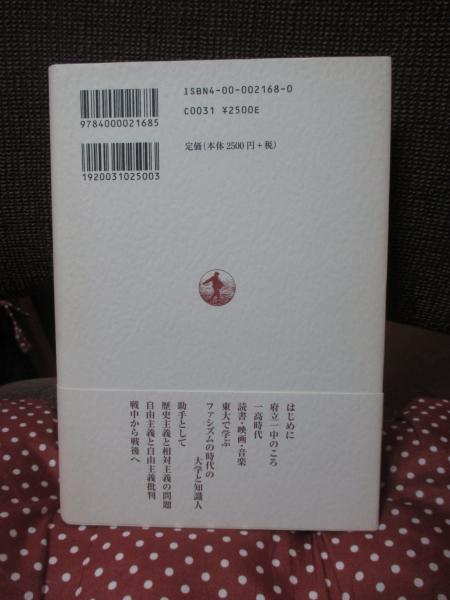 ISBN4-00-002168-0
C0031 ¥2500E
9784000021685
定価(本体2500円+税)
1920031025003
はじめに
府立一中のころ
一高時代
読書・映画・音楽
東大で学ぶ
ファシズムの時代の
大学と知識人
助手として
歴史主義と相対主義の問題
自由主義と自由主義批判
戦中から戦後へ